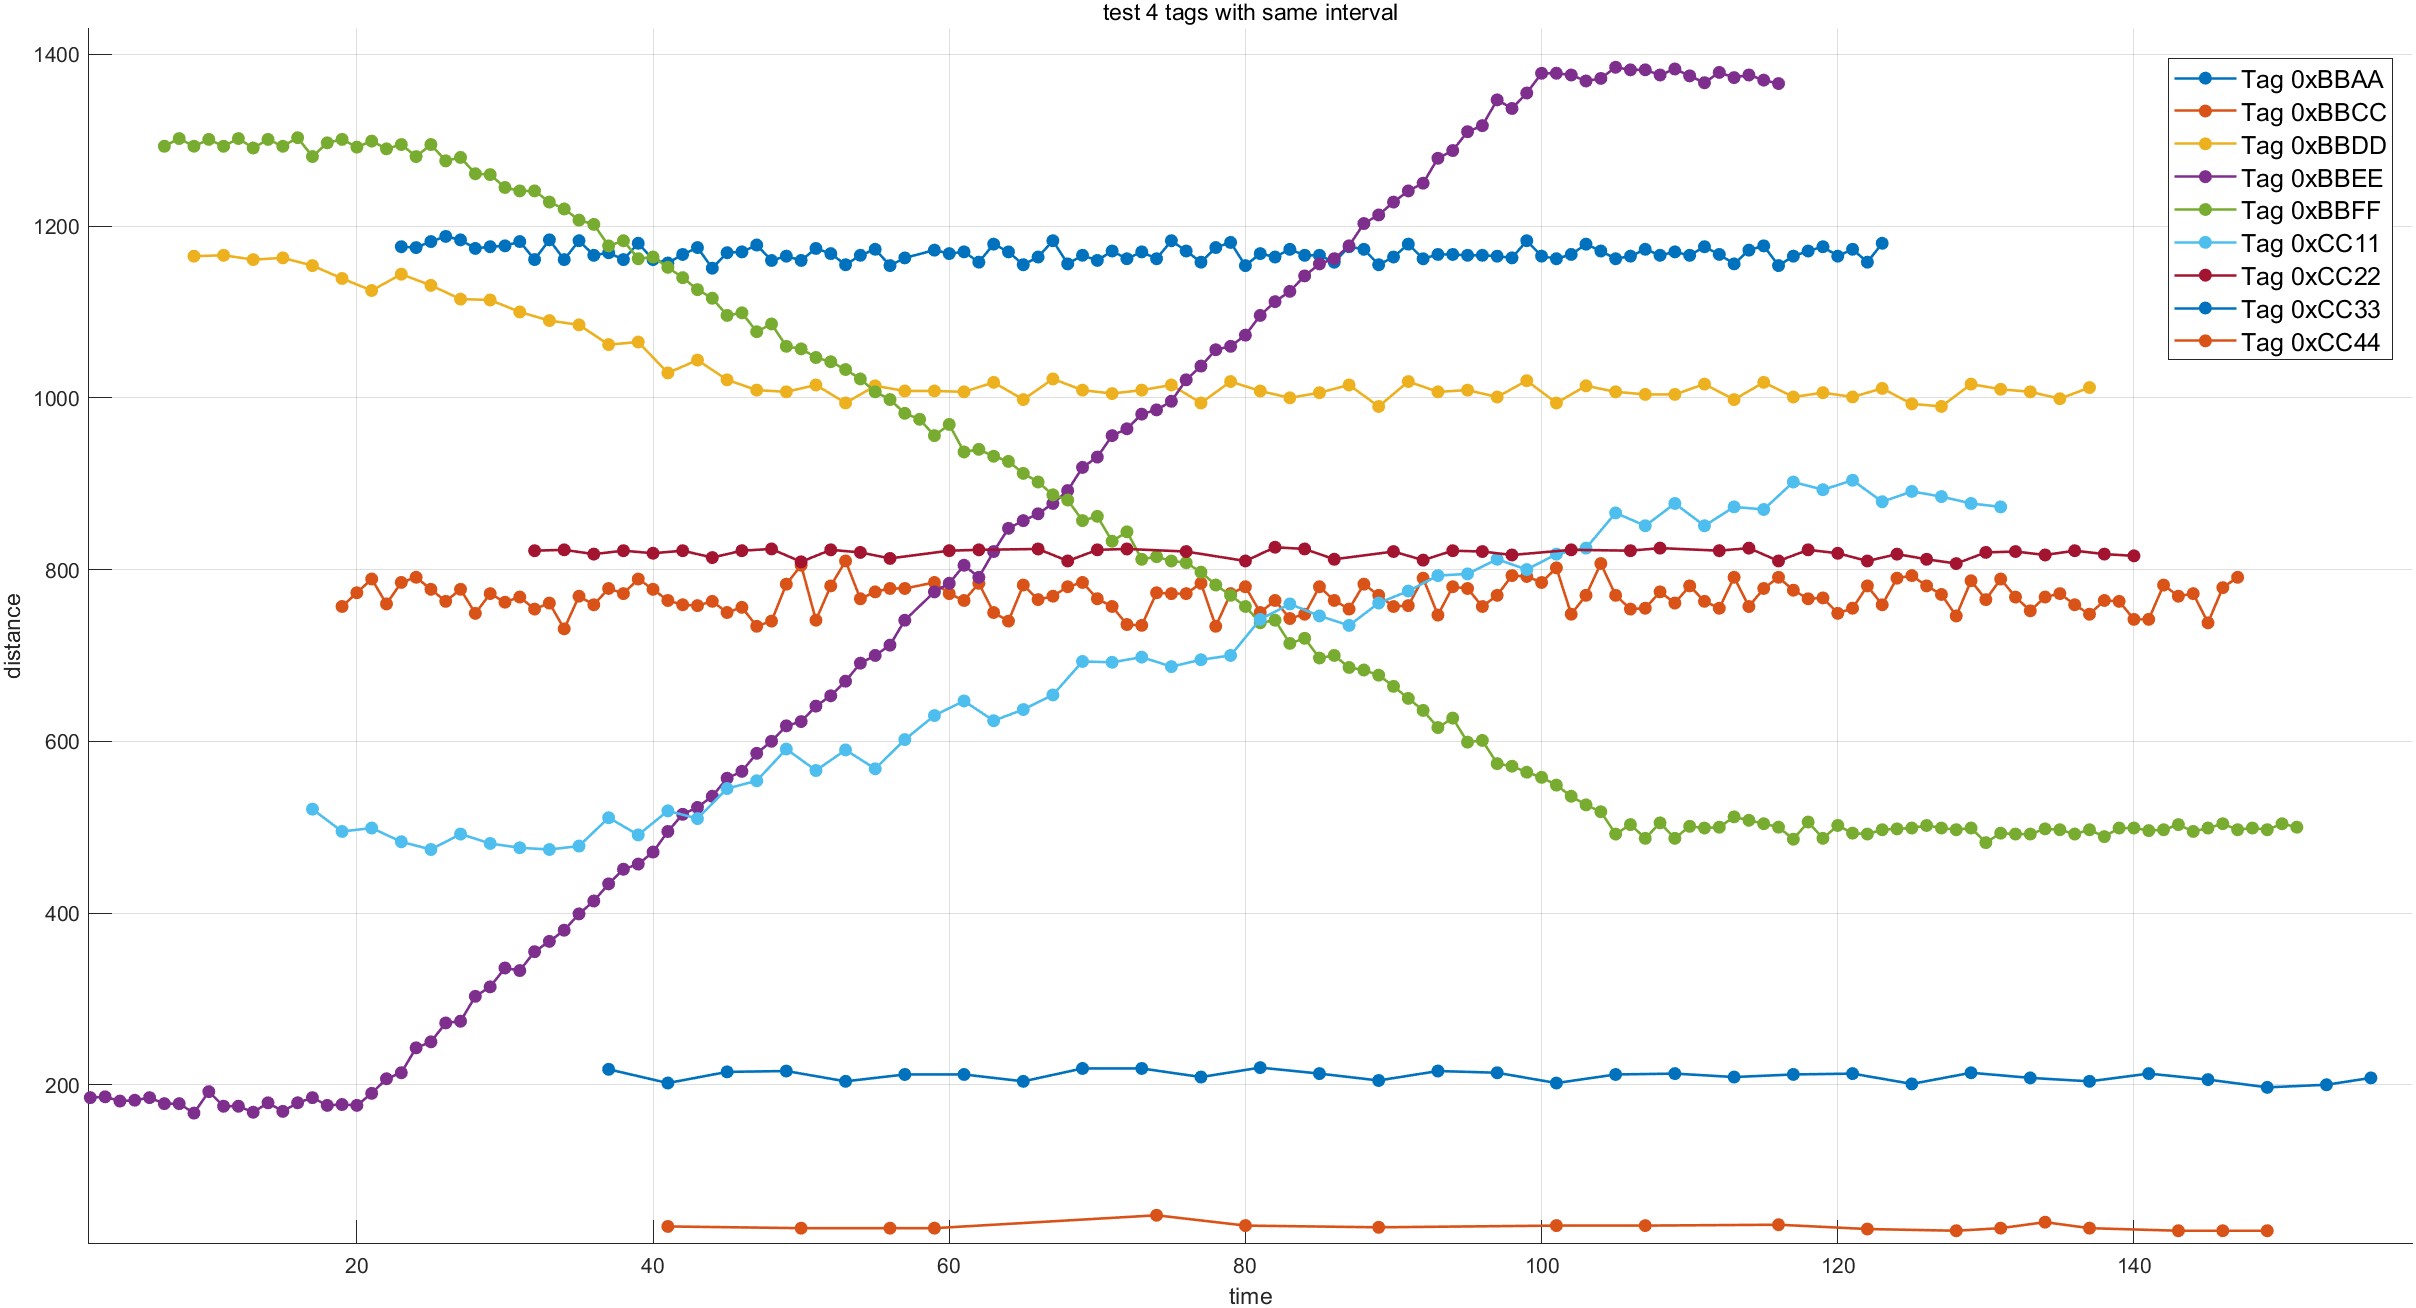 test 4 tags with same interval
1400
1200
1000
800
600
400
200
distance
20 40 60 80 100 120 140
time
Tag 0xBBAA
Tag 0xBBCC
Tag 0xBBDD
Tag 0xBBEE
Tag 0xBBFF
Tag 0xCC11
Tag 0xCC22
Tag 0xCC33
Tag 0xCC44